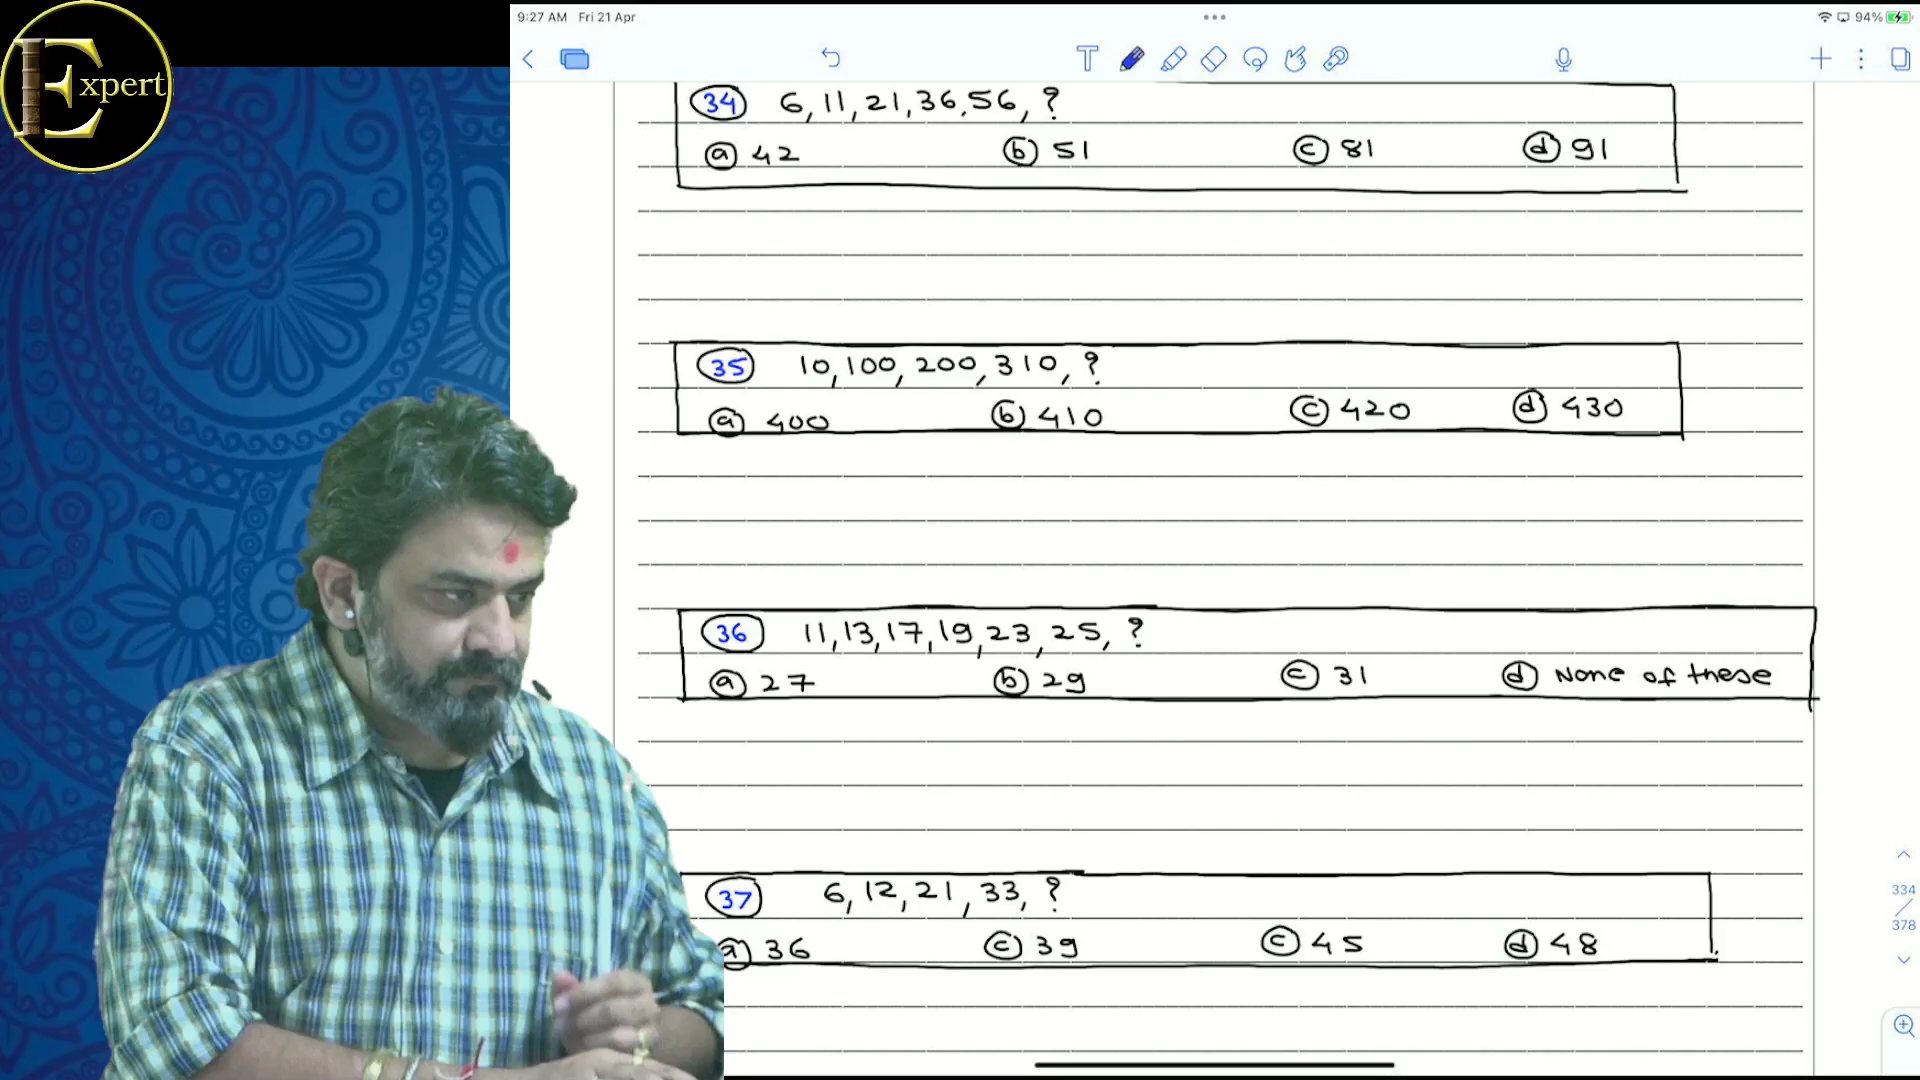 Expert
9:27 AM Fri 21 Apr
94%
34 6, 11, 21, 36, 56, ?
a 42 b 51 c 81 d 91
35 10, 100, 200, 310, ?
a 400 b 410 c 420 d 430
36 11, 13, 17, 19, 23, 25, ?
a 27 b 29 c 31 d None of these
37 6, 12, 21, 33, ?
a 36 c 39 c 45 d 48
334
378